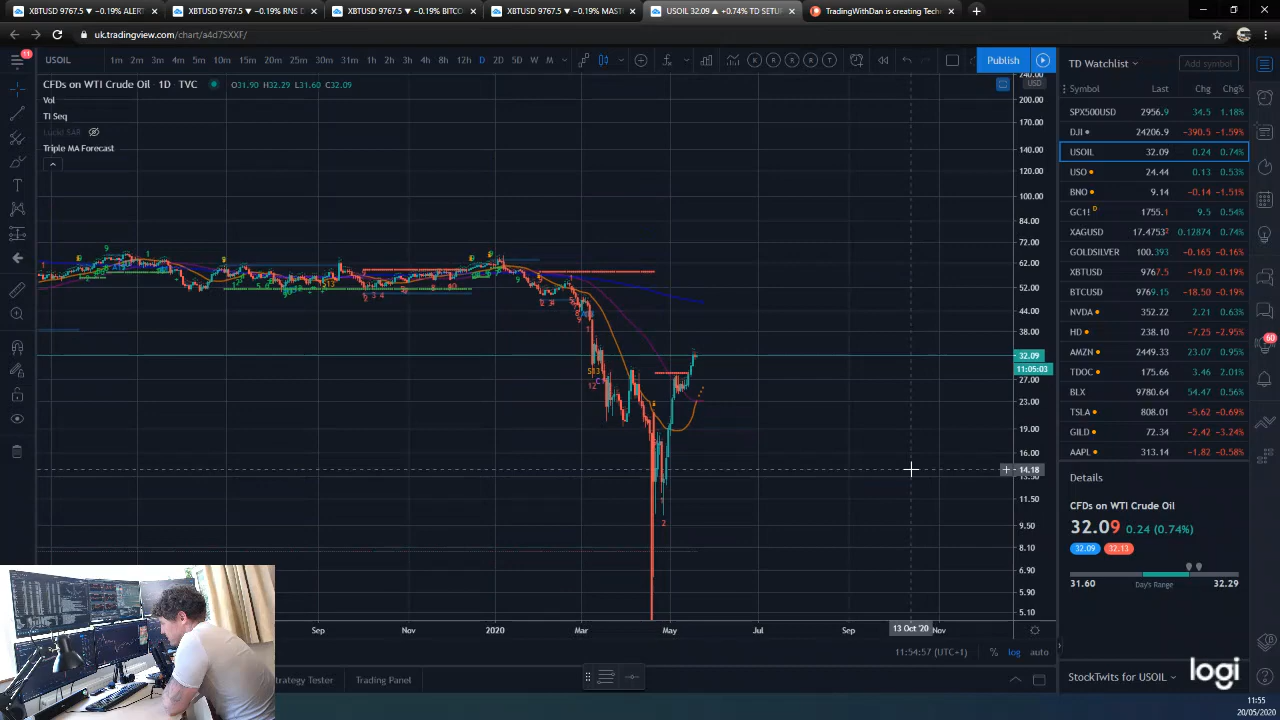 XBTUSD 9767.5 ▼ −0.19% ALERT
XBTUSD 9767.5 ▼ −0.19% RNS D
XBTUSD 9767.5 ▼ −0.19% BITCO
XBTUSD 9767.5 ▼ −0.19% MAST
USOIL 32.09 ▲ +0.74% TD SETU
TradingWithDan is creating Tech
uk.tradingview.com/chart/a4d7SXXF/
11
USOIL
1m 2m 3m 4m 5m 10m 15m 20m 25m 30m 31m 1h 2h 3h 4h 8h 12h D 2D 5D W M
Publish
CFDs on WTI Crude Oil · 1D · TVC
O31.90 H32.29 L31.60 C32.09
Vol
TI Seq
Lucid SAR
Triple MA Forecast
USD
240.00
200.00
170.00
140.00
120.00
100.00
84.00
72.00
62.00
52.00
44.00
38.00
32.09
11:05:03
27.00
23.00
19.00
16.00
14.18
13.50
11.50
9.50
8.10
6.90
5.90
5.10
Sep Nov 2020 Mar May Jul Sep 13 Oct '20 Nov
11:54:57 (UTC+1) % log auto
trategy Tester Trading Panel
TD Watchlist
Add symbol
Symbol Last Chg Chg%
SPX500USD 2956.9 34.5 1.18%
DJI 24206.9 −390.5 −1.59%
USOIL 32.09 0.24 0.74%
USO 24.44 0.13 0.53%
BNO 9.14 −0.14 −1.51%
GC1! D 1755.1 9.5 0.54%
XAGUSD 17.4753² 0.12874 0.74%
GOLDSILVER 100.393 −0.165 −0.16%
XBTUSD 9767.5 −19.0 −0.19%
BTCUSD 9769.15 −18.50 −0.19%
NVDA 352.22 2.21 0.63%
HD 238.10 −7.25 −2.95%
AMZN 2449.33 23.07 0.95%
TDOC 175.66 3.46 2.01%
BLX 9780.64 54.47 0.56%
TSLA 808.01 −5.62 −0.69%
GILD 72.34 −2.42 −3.24%
AAPL 313.14 −1.82 −0.58%
60
Details
CFDs on WTI Crude Oil
32.09 0.24 (0.74%)
32.09 32.13
31.60 Day's Range 32.29
logi
StockTwits for USOIL
11:55
20/05/2020